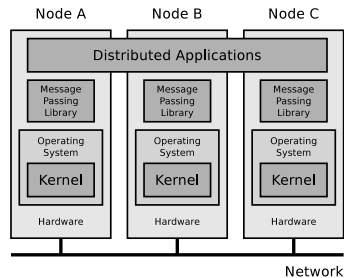 Node A Node B Node C
Distributed Applications
Message Message Message
Passing Passing Passing
Library Library Library
Operating Operating Operating
System System System
Kernel Kernel Kernel
Hardware Hardware Hardware
Network